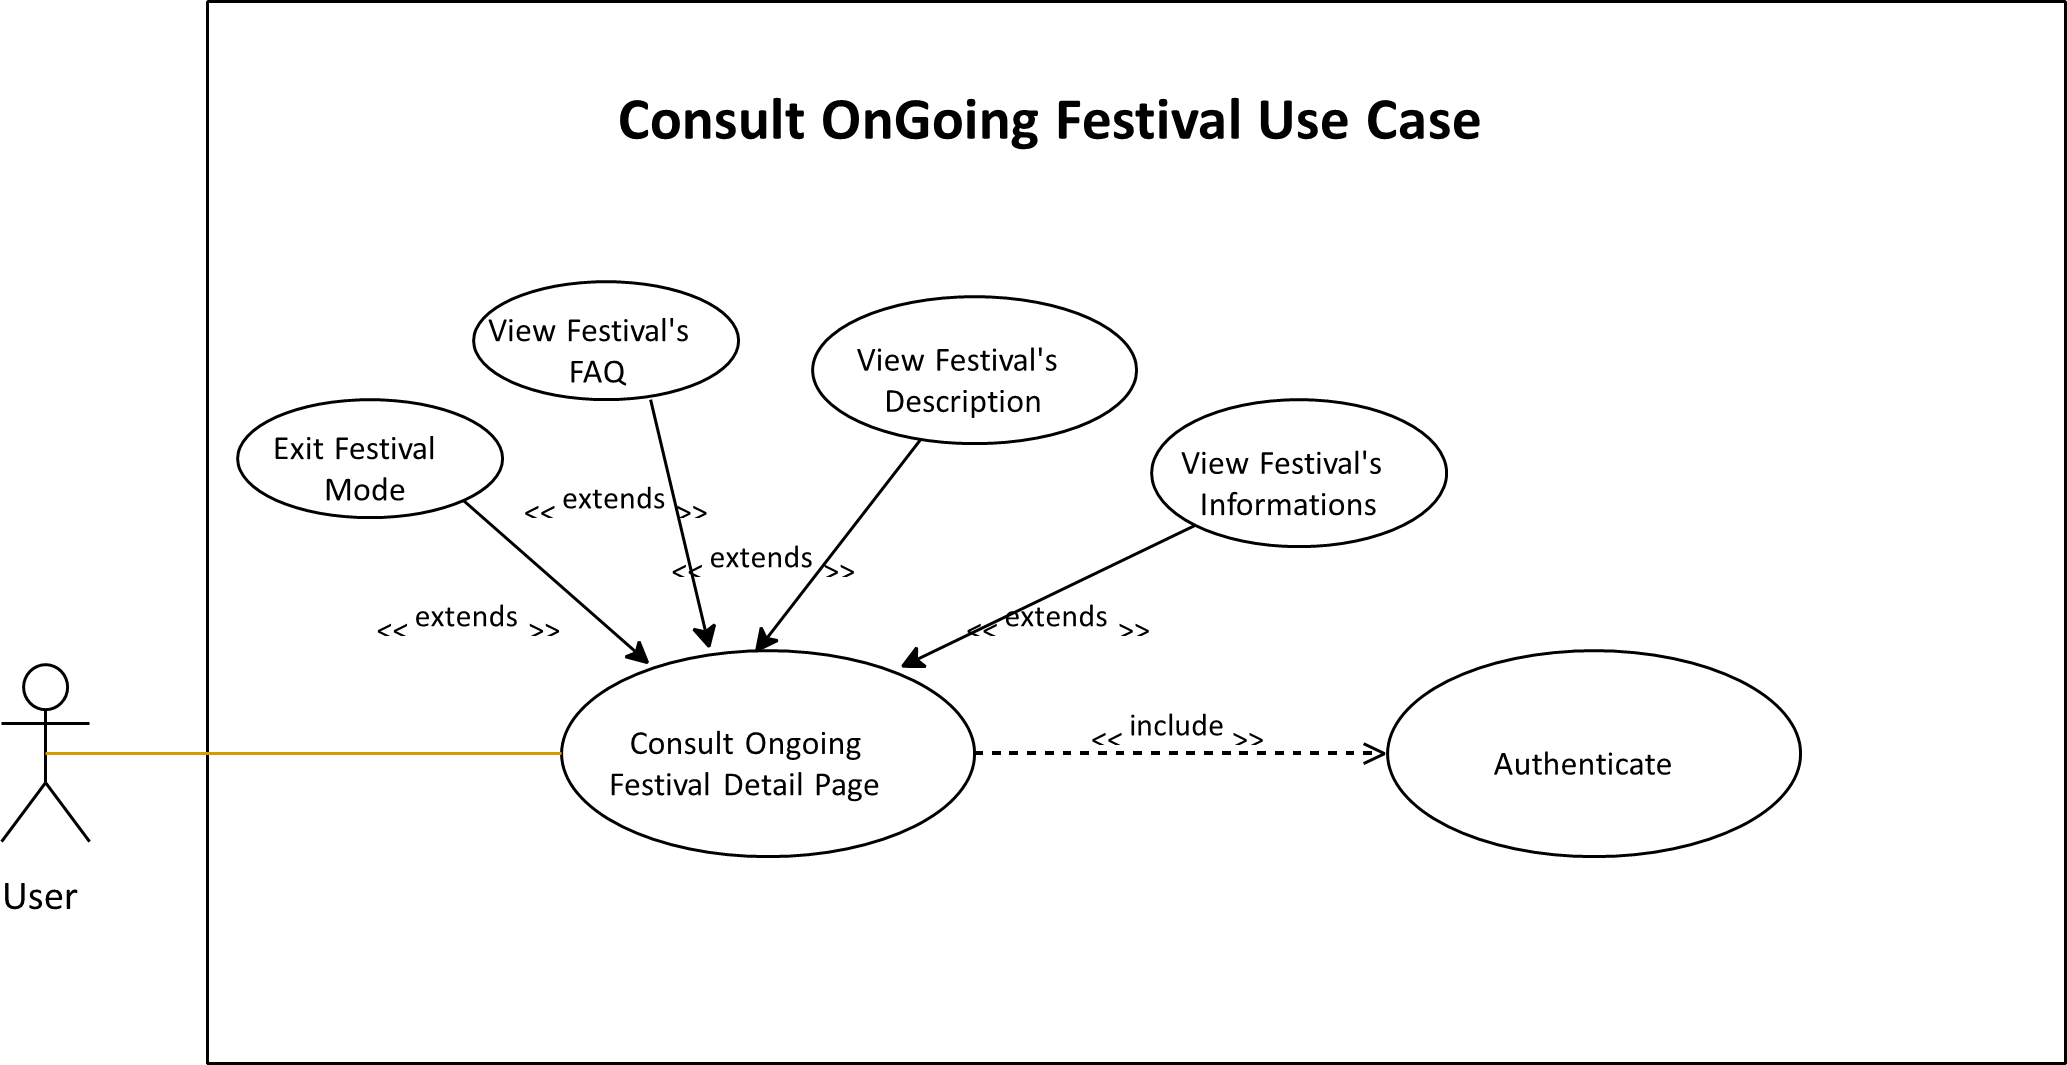 Consult OnGoing Festival Use Case
View Festival's
FAQ
View Festival's
Description
Exit Festival
Mode
View Festival's
Informations
<< extends >>
<< extends >>
<< extends >>
<< extends >>
<< include >>
Consult Ongoing
Festival Detail Page
Authenticate
User